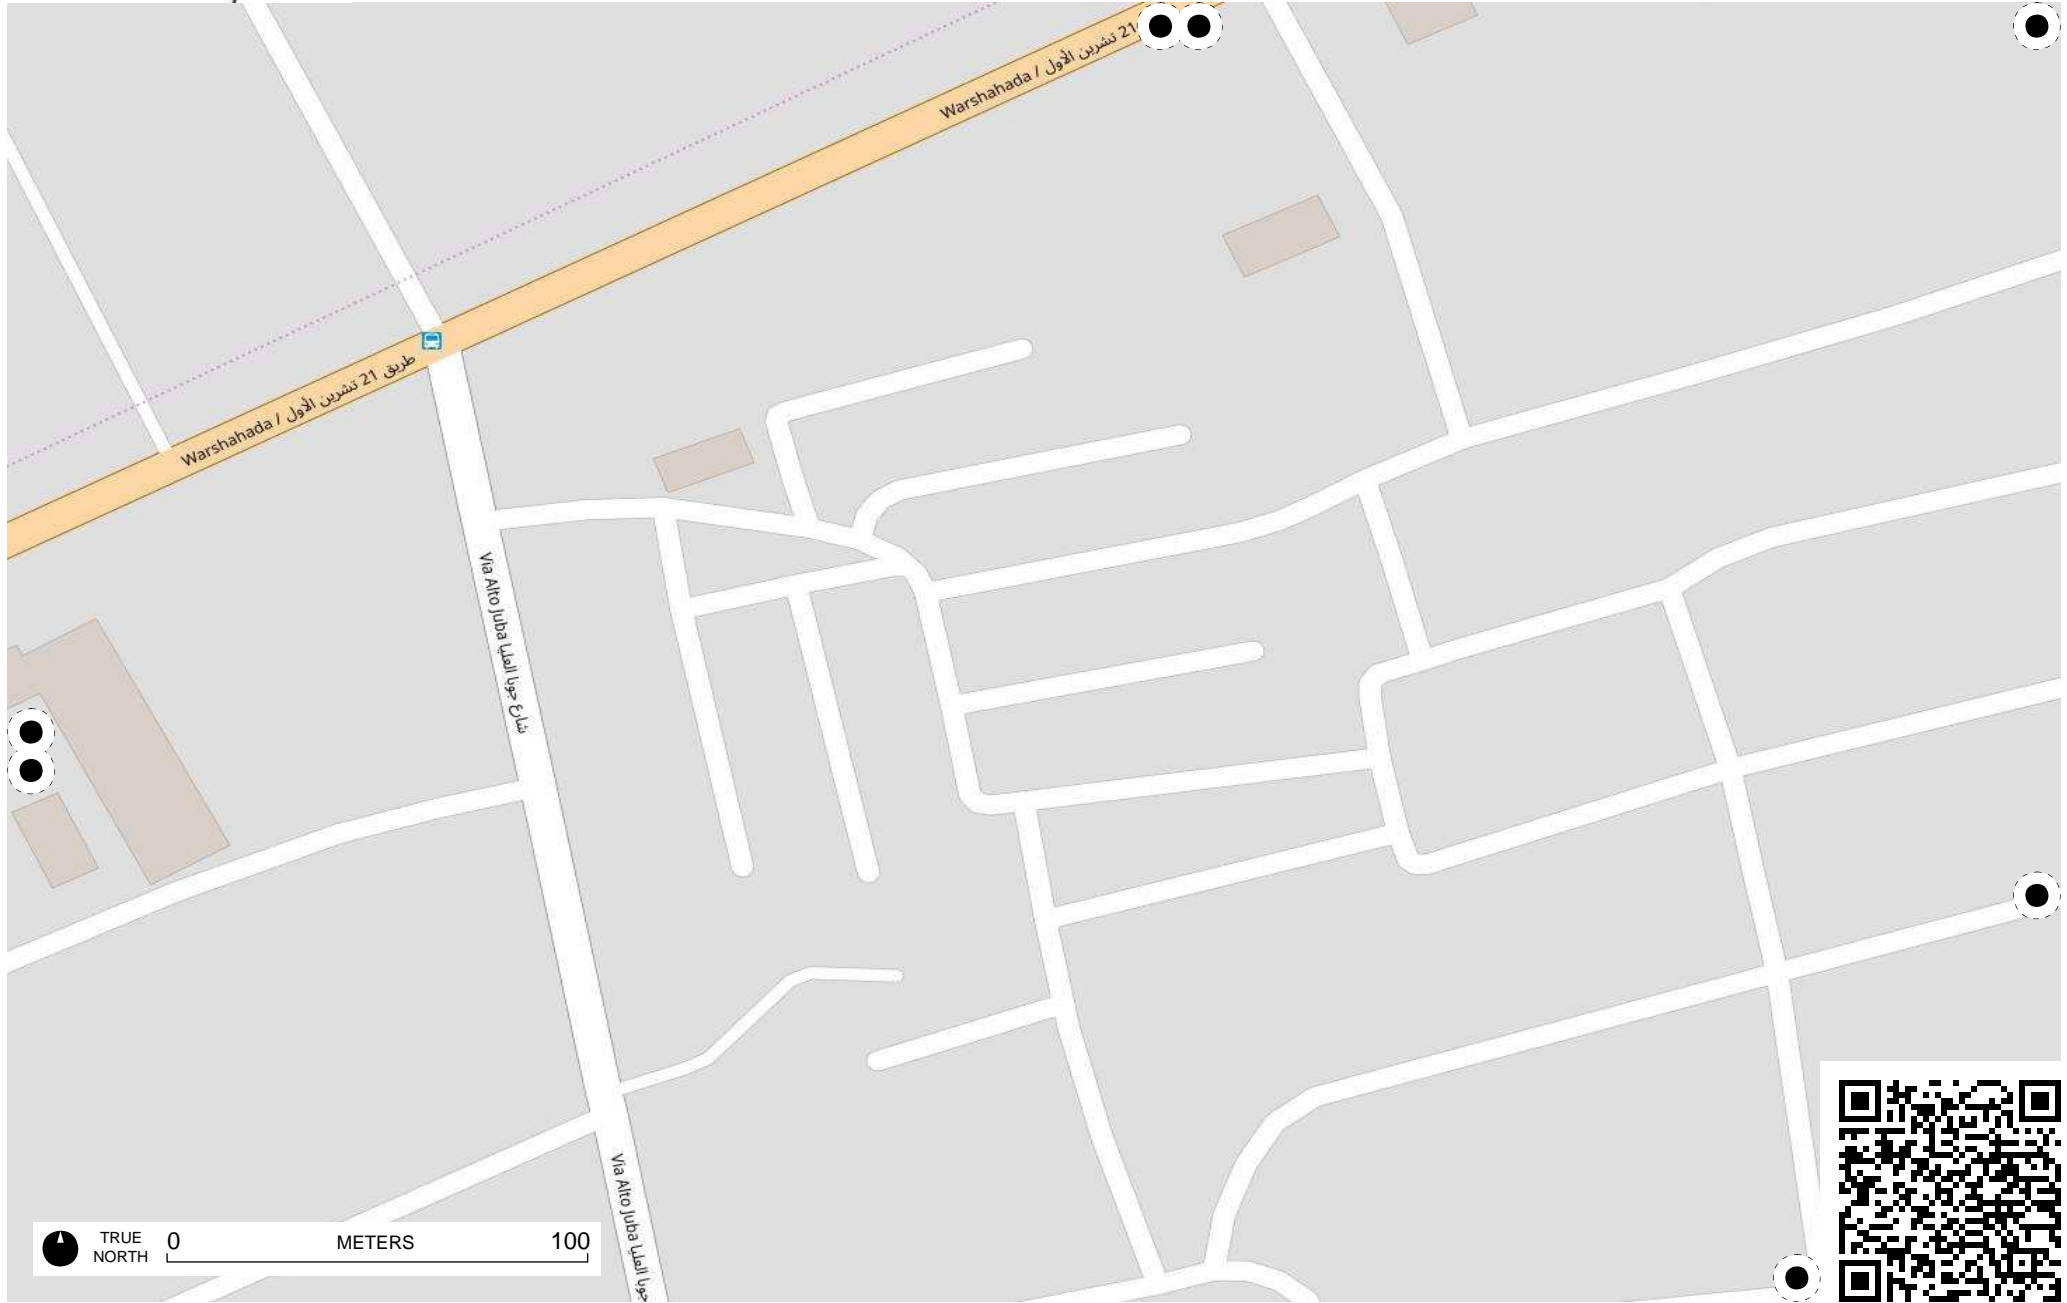 Warshahada / طريق 21 تشرين الأول
Warshahada / طريق 21 تشرين الأول
Via Alto Juba شارع جوبا العليا
Via Alto Juba جوبا العليا
TRUE NORTH
0 METERS 100